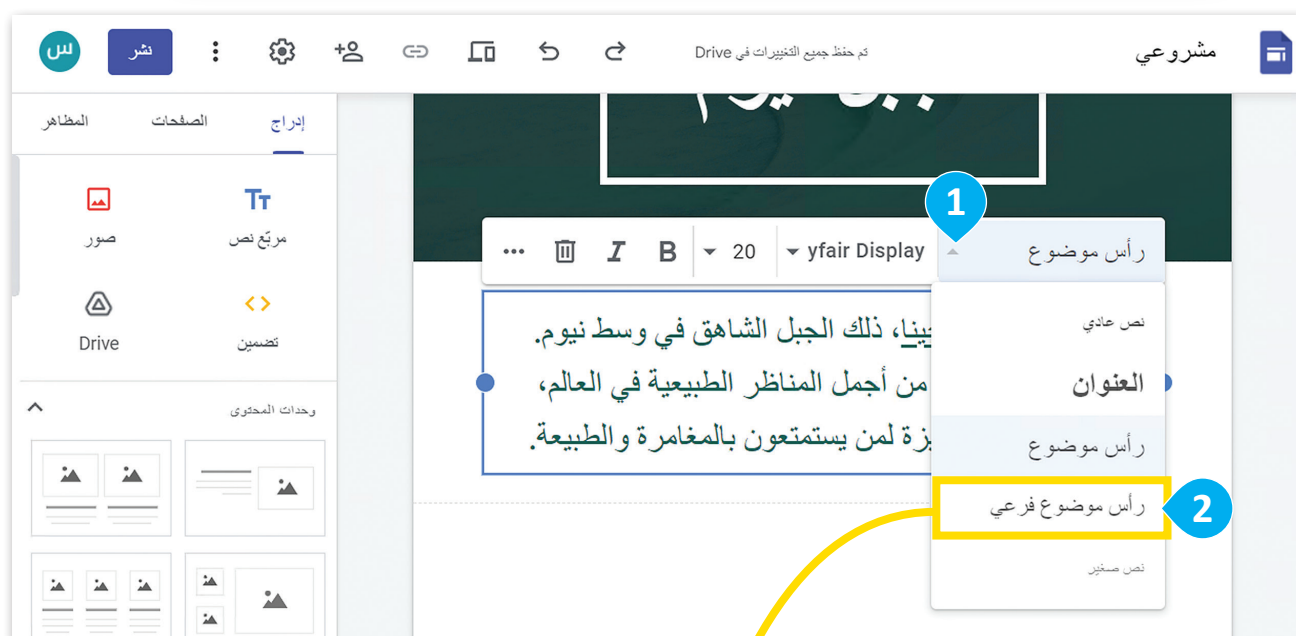 مشروعي
تم حفظ جميع التغييرات في Drive
نشر
س
إدراج
الصفحات
المظاهر
Tт
مربّع نص
صور
تضمين
Drive
وحدات المحتوى
1
رأس موضوع
yfair Display
20
B
I
نص عادي
العنوان
رأس موضوع
رأس موضوع فرعي
2
نص صغير
، ذلك الجبل الشاهق في وسط نيوم.
من أجمل المناظر الطبيعية في العالم،
لمن يستمتعون بالمغامرة والطبيعة.